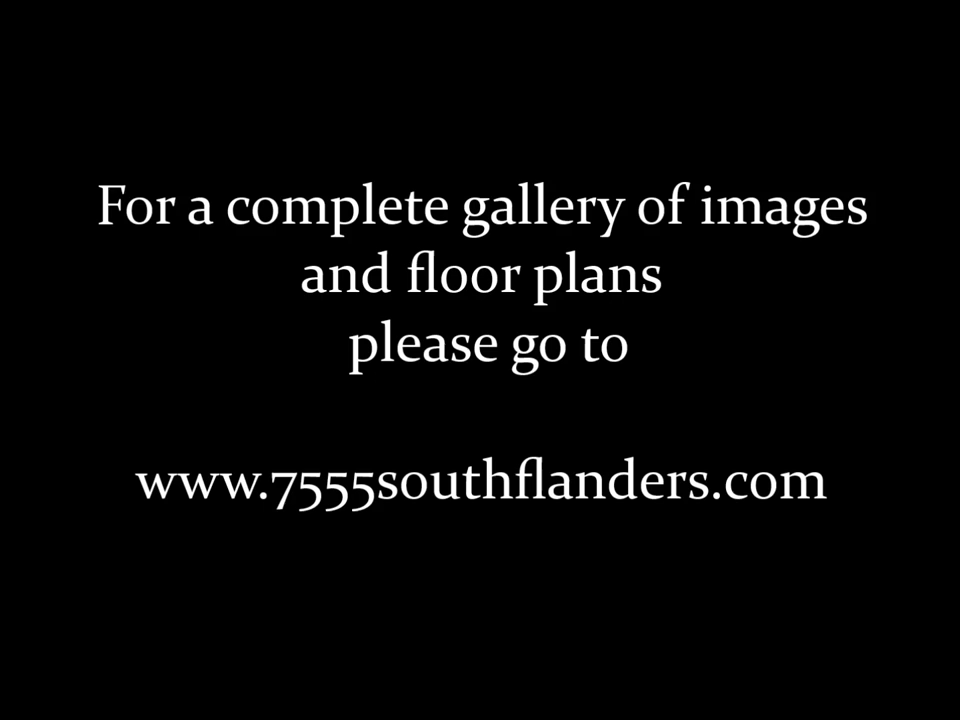 For a complete gallery of images
and floor plans
please go to
www.7555southflanders.com